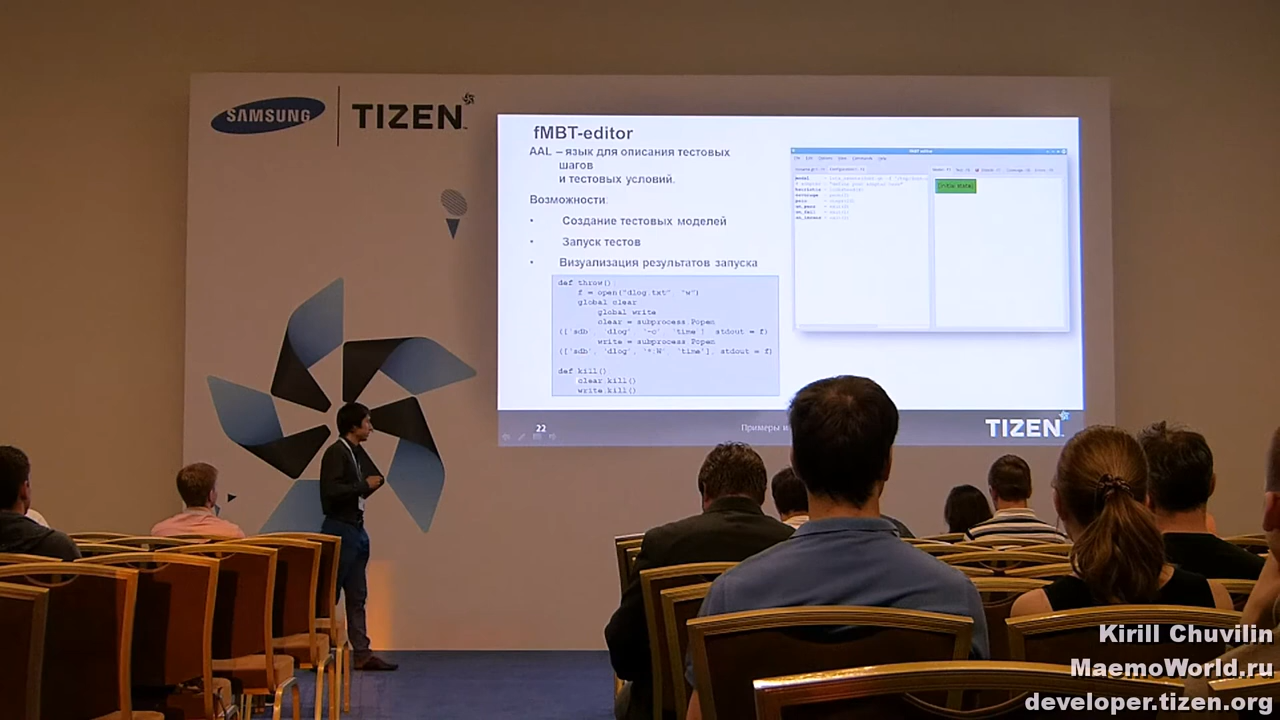 SAMSUNG
TIZEN™
fMBT-editor
AAL – язык для описания тестовых
шагов
и тестовых условий.
Возможности:
• Создание тестовых моделей
• Запуск тестов
• Визуализация результатов запуска
def throw():
f = open("dlog.txt", "w")
global clear
global write
clear = subprocess.Popen
(['sdb', 'dlog', '-c', 'time'], stdout = f)
write = subprocess.Popen
(['sdb', 'dlog', '*:W', 'time'], stdout = f)
def kill()
clear.kill()
write.kill()
22
Примеры и
TIZEN™
Kirill Chuvilin
MaemoWorld.ru
developer.tizen.org